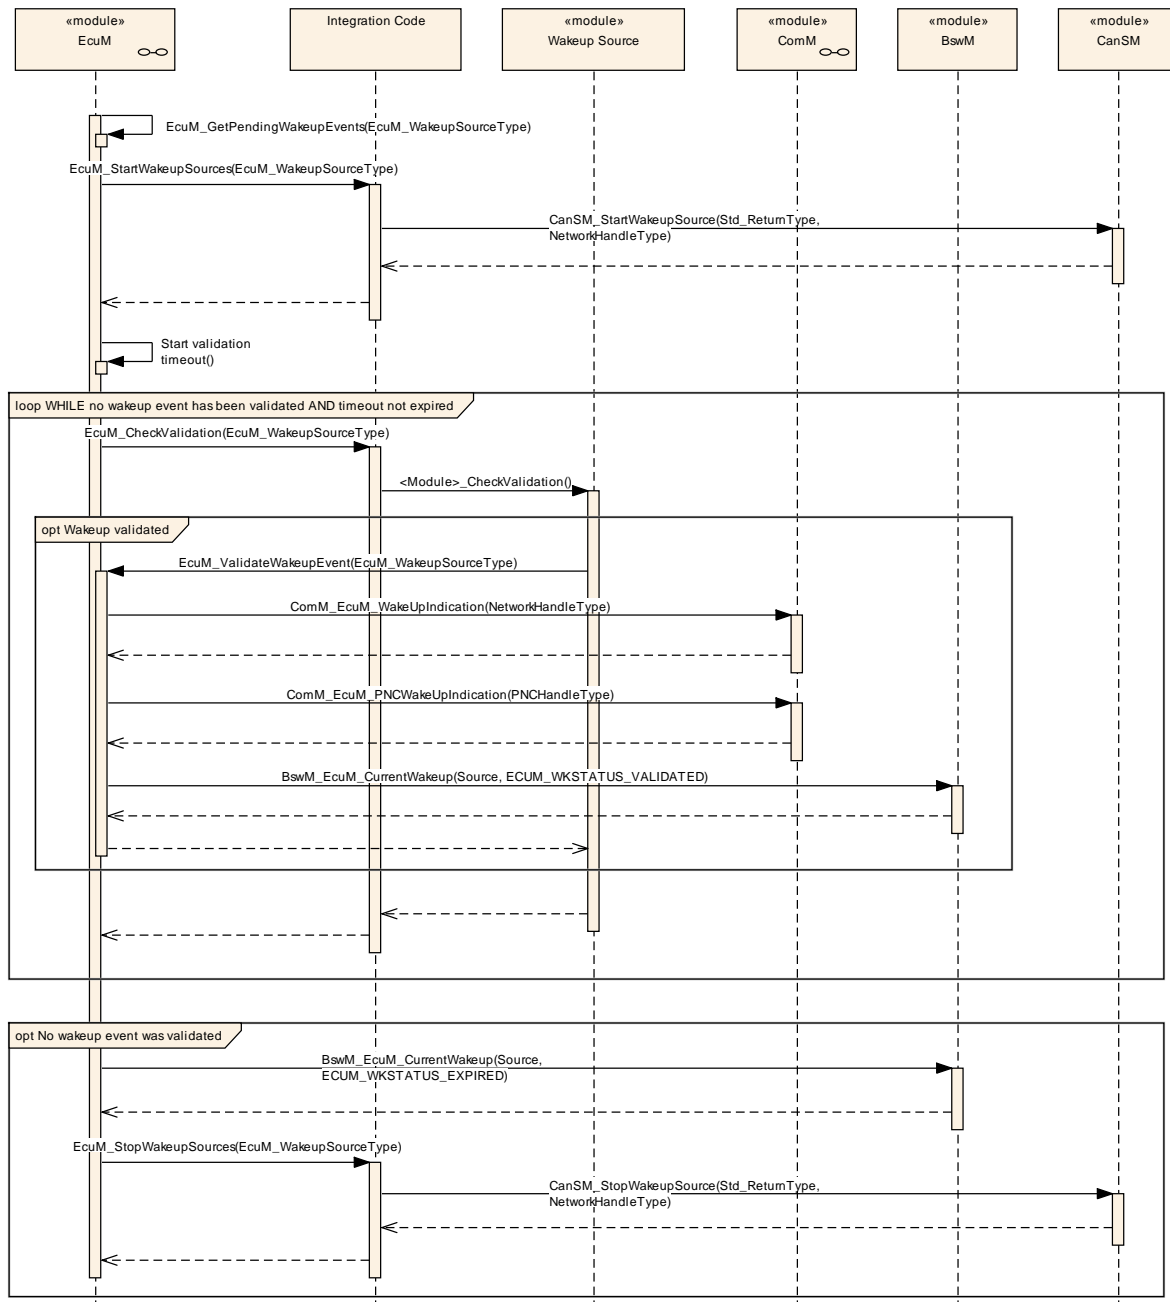 «module»
EcuM
Integration Code
«module»
Wakeup Source
«module»
ComM
«module»
BswM
«module»
CanSM
EcuM_GetPendingWakeupEvents(EcuM_WakeupSourceType)
EcuM_StartWakeupSources(EcuM_WakeupSourceType)
CanSM_StartWakeupSource(Std_ReturnType,
NetworkHandleType)
Start validation
timeout()
loop WHILE no wakeup event has been validated AND timeout not expired
EcuM_CheckValidation(EcuM_WakeupSourceType)
<Module>_CheckValidation()
opt Wakeup validated
EcuM_ValidateWakeupEvent(EcuM_WakeupSourceType)
ComM_EcuM_WakeUpIndication(NetworkHandleType)
ComM_EcuM_PNCWakeUpIndication(PNCHandleType)
BswM_EcuM_CurrentWakeup(Source, ECUM_WKSTATUS_VALIDATED)
opt No wakeup event was validated
BswM_EcuM_CurrentWakeup(Source,
ECUM_WKSTATUS_EXPIRED)
EcuM_StopWakeupSources(EcuM_WakeupSourceType)
CanSM_StopWakeupSource(Std_ReturnType,
NetworkHandleType)